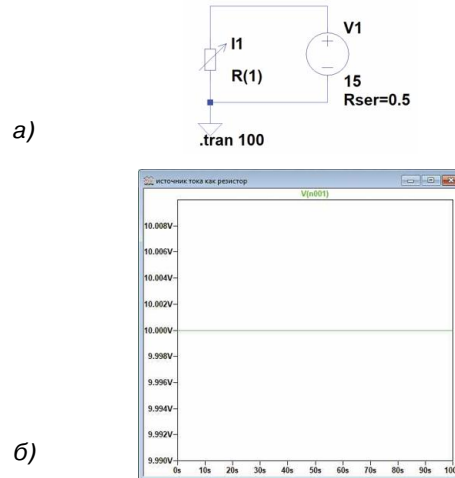 V1
I1
R(1)
15
Rser=0.5
а)
.tran 100
источник тока как резистор
V(n001)
10.008V
10.006V
10.004V
10.002V
10.000V
9.998V
9.996V
9.994V
9.992V
9.990V
б)
0s 10s 20s 30s 40s 50s 60s 70s 80s 90s 100